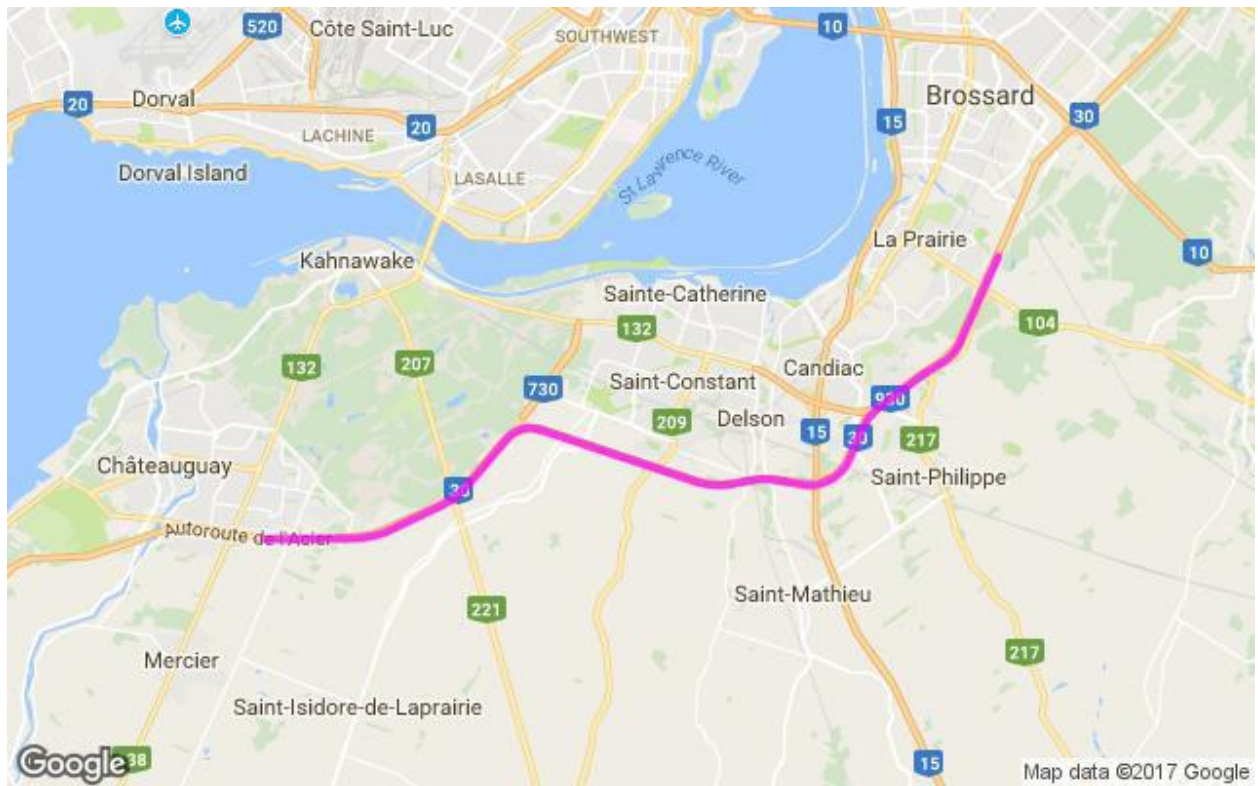 520
Côte Saint-Luc
SOUTHWEST
10
20
Dorval
Brossard
30
15
LACHINE
20
Dorval Island
LASALLE
St Lawrence River
La Prairie
10
Kahnawake
Sainte-Catherine
132
104
132
207
Candiac
730
Saint-Constant
930
209
Delson
15
30
217
Châteauguay
Saint-Philippe
30
Autoroute de l'Acier
Saint-Mathieu
221
217
Mercier
Saint-Isidore-de-Laprairie
Google
15
Map data ©2017 Google